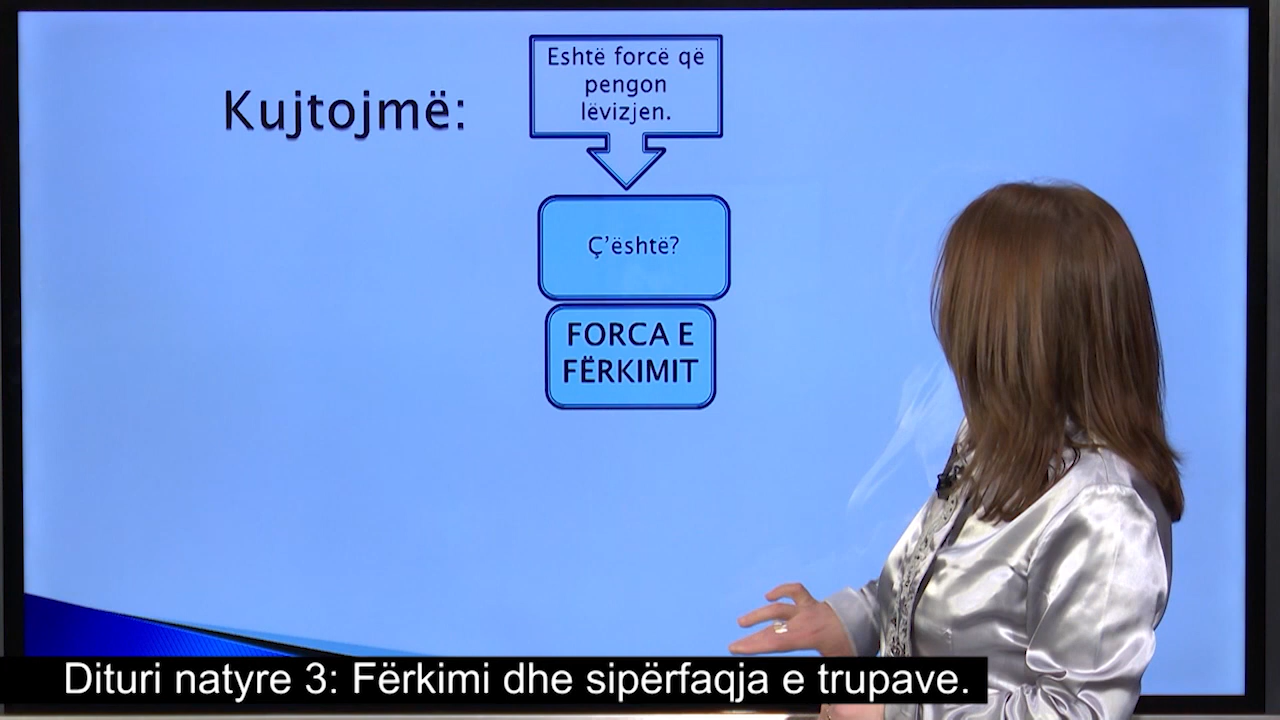 Kujtojmë:
Eshtë forcë që
pengon
lëvizjen.
Ç'është?
FORCA E
FËRKIMIT
Dituri natyre 3: Fërkimi dhe sipërfaqja e trupave.